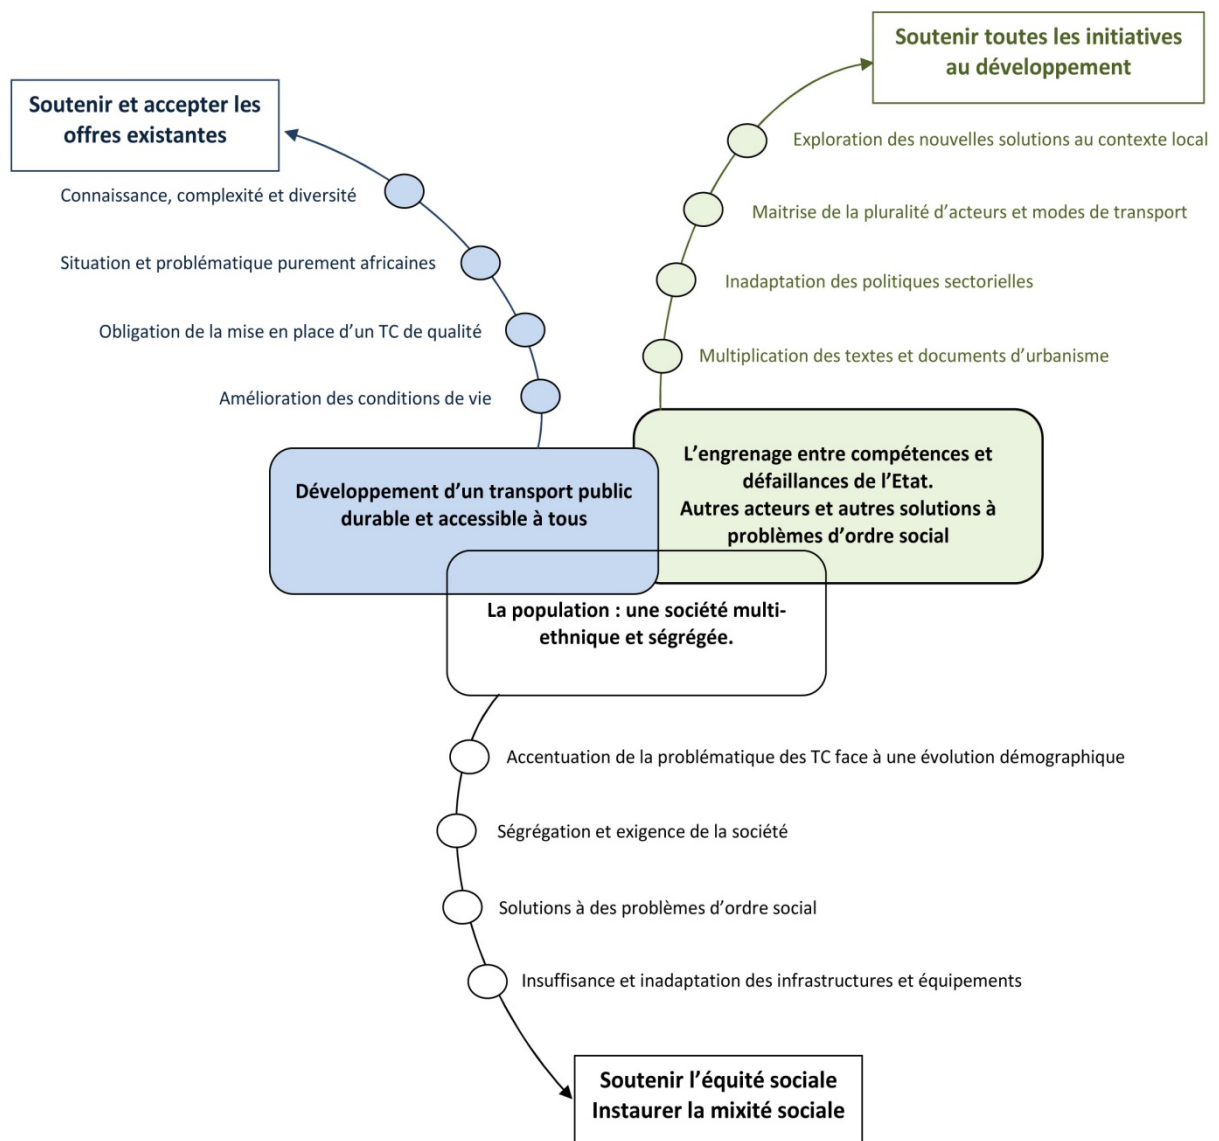 Soutenir toutes les initiatives
au développement
Soutenir et accepter les
offres existantes
Exploration des nouvelles solutions au contexte local
Connaissance, complexité et diversité
Maitrise de la pluralité d’acteurs et modes de transport
Situation et problématique purement africaines
Inadaptation des politiques sectorielles
Obligation de la mise en place d’un TC de qualité
Multiplication des textes et documents d’urbanisme
Amélioration des conditions de vie
L’engrenage entre compétences et
défaillances de l’Etat.
Autres acteurs et autres solutions à
problèmes d’ordre social
Développement d’un transport public
durable et accessible à tous
La population : une société multi-
ethnique et ségrégée.
Accentuation de la problématique des TC face à une évolution démographique
Ségrégation et exigence de la société
Solutions à des problèmes d’ordre social
Insuffisance et inadaptation des infrastructures et équipements
Soutenir l’équité sociale
Instaurer la mixité sociale